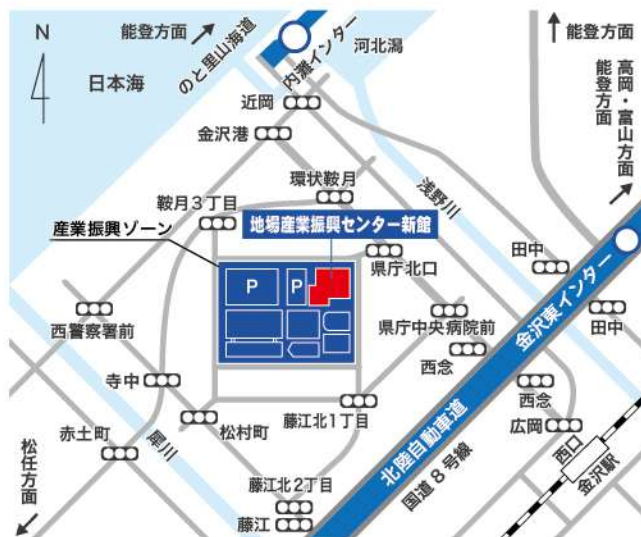 N
能登方面
のと里山海道
内灘インター
河北潟
能登方面
日本海
高岡・富山方面
能登方面
近岡
金沢港
浅野川
環状鞍月
鞍月3丁目
産業振興ゾーン
地場産業振興センター新館
P
P
県庁北口
田中
金沢東インター
田中
西警察署前
県庁中央病院前
西念
寺中
西念
藤江北1丁目
松村町
広岡
赤土町
犀川
北陸自動車道
国道8号線
西口
金沢駅
松任方面
藤江北2丁目
藤江